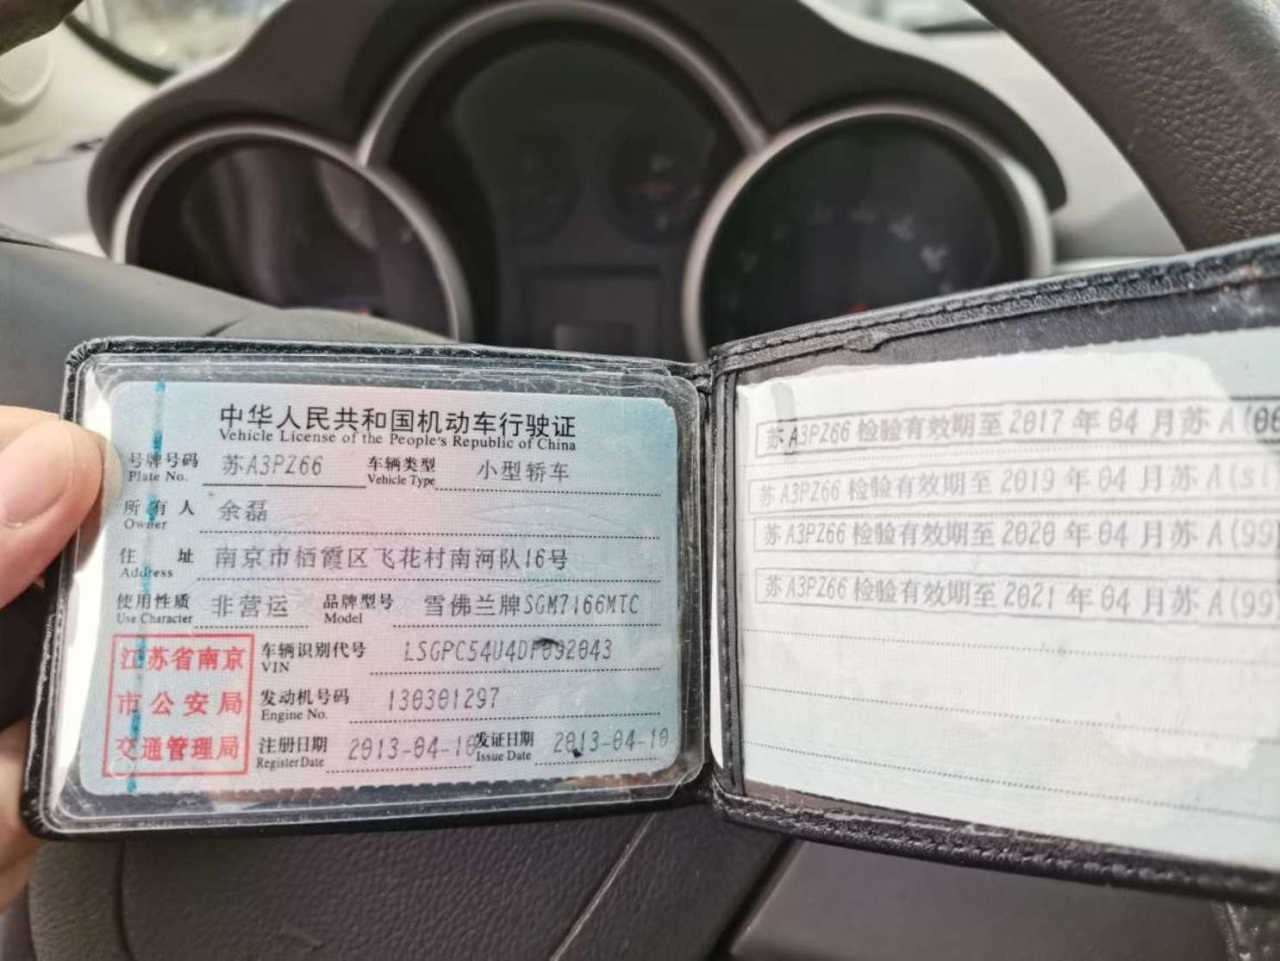 中华人民共和国机动车行驶证
Vehicle License of the People's Republic of China
号牌号码 苏A3PZ66 车辆类型 小型轿车
Plate No. Vehicle Type
所有人 余磊
Owner
住址 南京市栖霞区飞花村南河队16号
Address
使用性质 非营运 品牌型号 雪佛兰牌SGM7166MTC
Use Character Model
江苏省南京
市公安局
交通管理局
车辆识别代号
VIN
发动机号码 130301297
Engine No.
注册日期 2013-04-10 发证日期 2013-04-10
Register Date Issue Date
苏A3PZ66 检验有效期至 2017 年 04 月苏 A
苏A3PZ66 检验有效期至 2019 年 04 月苏 A
苏A3PZ66 检验有效期至 2020 年 04 月苏 A(99
苏A3PZ66 检验有效期至 2021 年 04 月苏 A(99